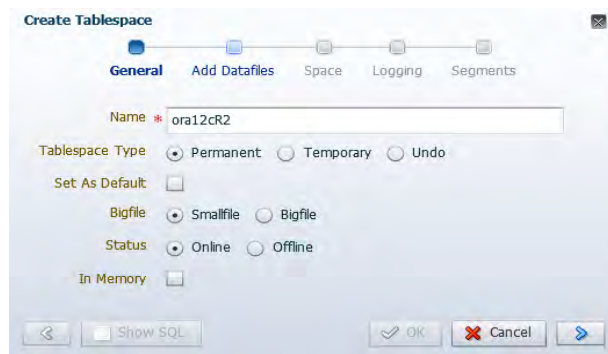 Create Tablespace
General Add Datafiles Space Logging Segments
Name * ora12cR2
Tablespace Type Permanent Temporary Undo
Set As Default
Bigfile Smallfile Bigfile
Status Online Offline
In Memory
Show SQL OK Cancel